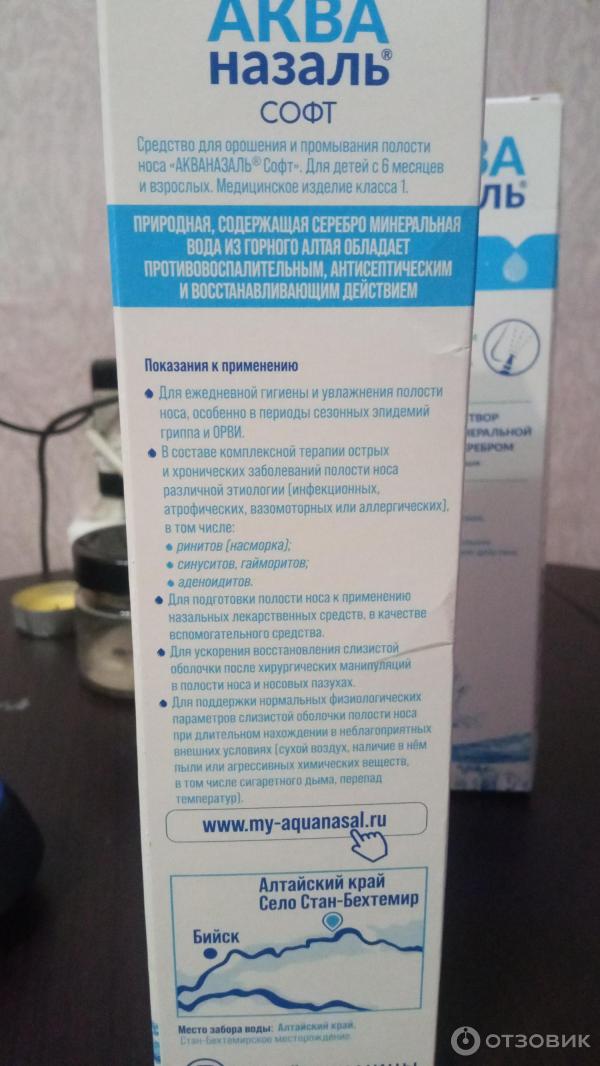 АКВА
назаль®
СОФТ
Средство для орошения и промывания полости
носа «АКВАНАЗАЛЬ® Софт». Для детей с 6 месяцев
и взрослых. Медицинское изделие класса 1.
ПРИРОДНАЯ, СОДЕРЖАЩАЯ СЕРЕБРО МИНЕРАЛЬНАЯ
ВОДА ИЗ ГОРНОГО АЛТАЯ ОБЛАДАЕТ
ПРОТИВОВОСПАЛИТЕЛЬНЫМ, АНТИСЕПТИЧЕСКИМ
И ВОССТАНАВЛИВАЮЩИМ ДЕЙСТВИЕМ
Показания к применению
Для ежедневной гигиены и увлажнения полости
носа, особенно в периоды сезонных эпидемий
гриппа и ОРВИ.
В составе комплексной терапии острых
и хронических заболеваний полости носа
различной этиологии (инфекционных,
атрофических, вазомоторных или аллергических),
в том числе:
ринитов (насморка);
синуситов, гайморитов;
аденоидитов.
Для подготовки полости носа к применению
назальных лекарственных средств, в качестве
вспомогательного средства.
Для ускорения восстановления слизистой
оболочки после хирургических манипуляций
в полости носа и носовых пазухах.
Для поддержки нормальных физиологических
параметров слизистой оболочки полости носа
при длительном нахождении в неблагоприятных
внешних условиях (сухой воздух, наличие в нём
пыли или агрессивных химических веществ,
в том числе сигаретного дыма, перепад
температур).
www.my-aquanasal.ru
Алтайский край
Село Стан-Бехтемир
Бийск
Место забора воды: Алтайский край,
Стан-Бехтемирское месторождение.
ВА
ль®
ТВОР
НЕРАЛЬНОЙ
РЕБРОМ
ОТЗОВИК